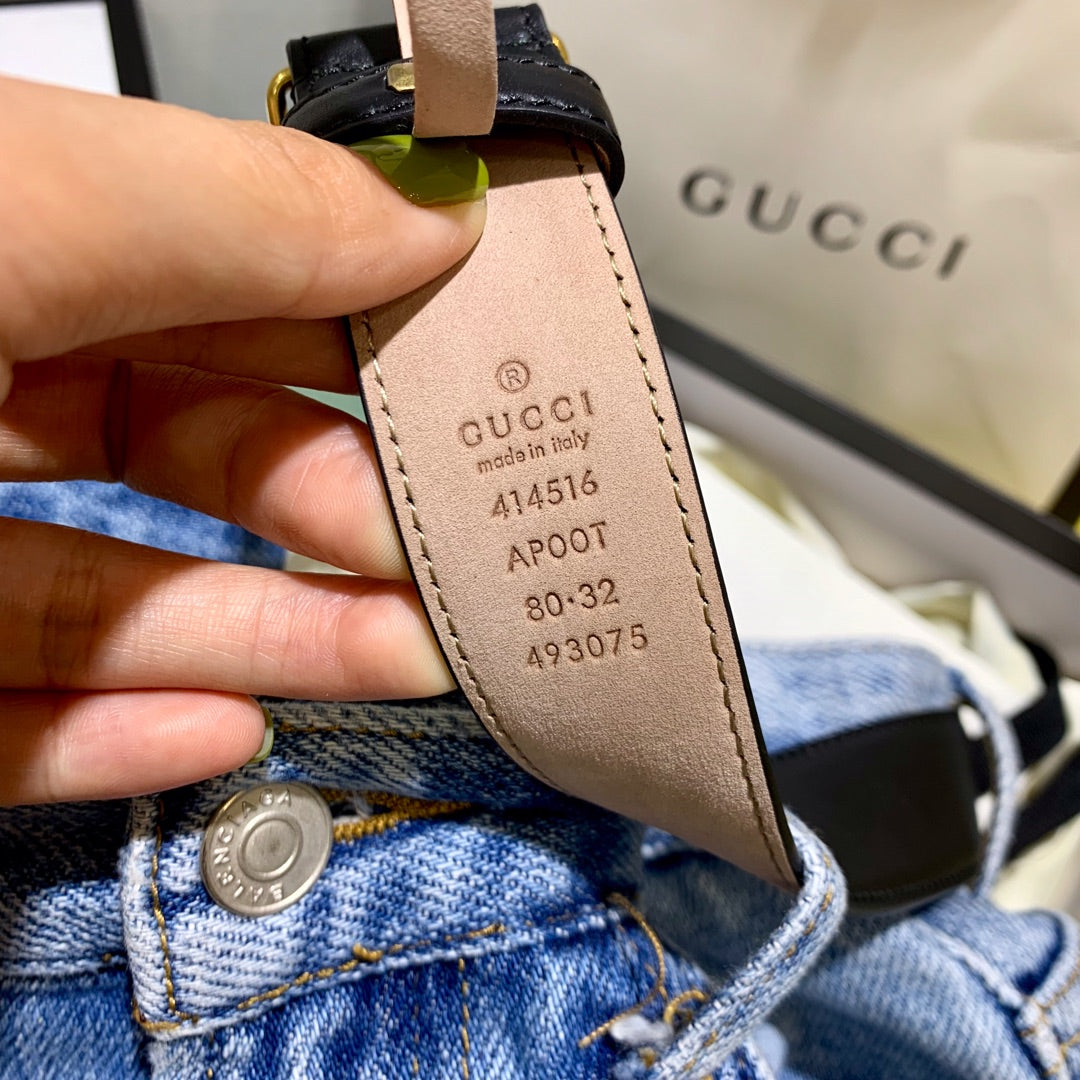 GUCCI
®
GUCCI
made in italy
414516
AP00T
80·32
493075
BALENCIAGA